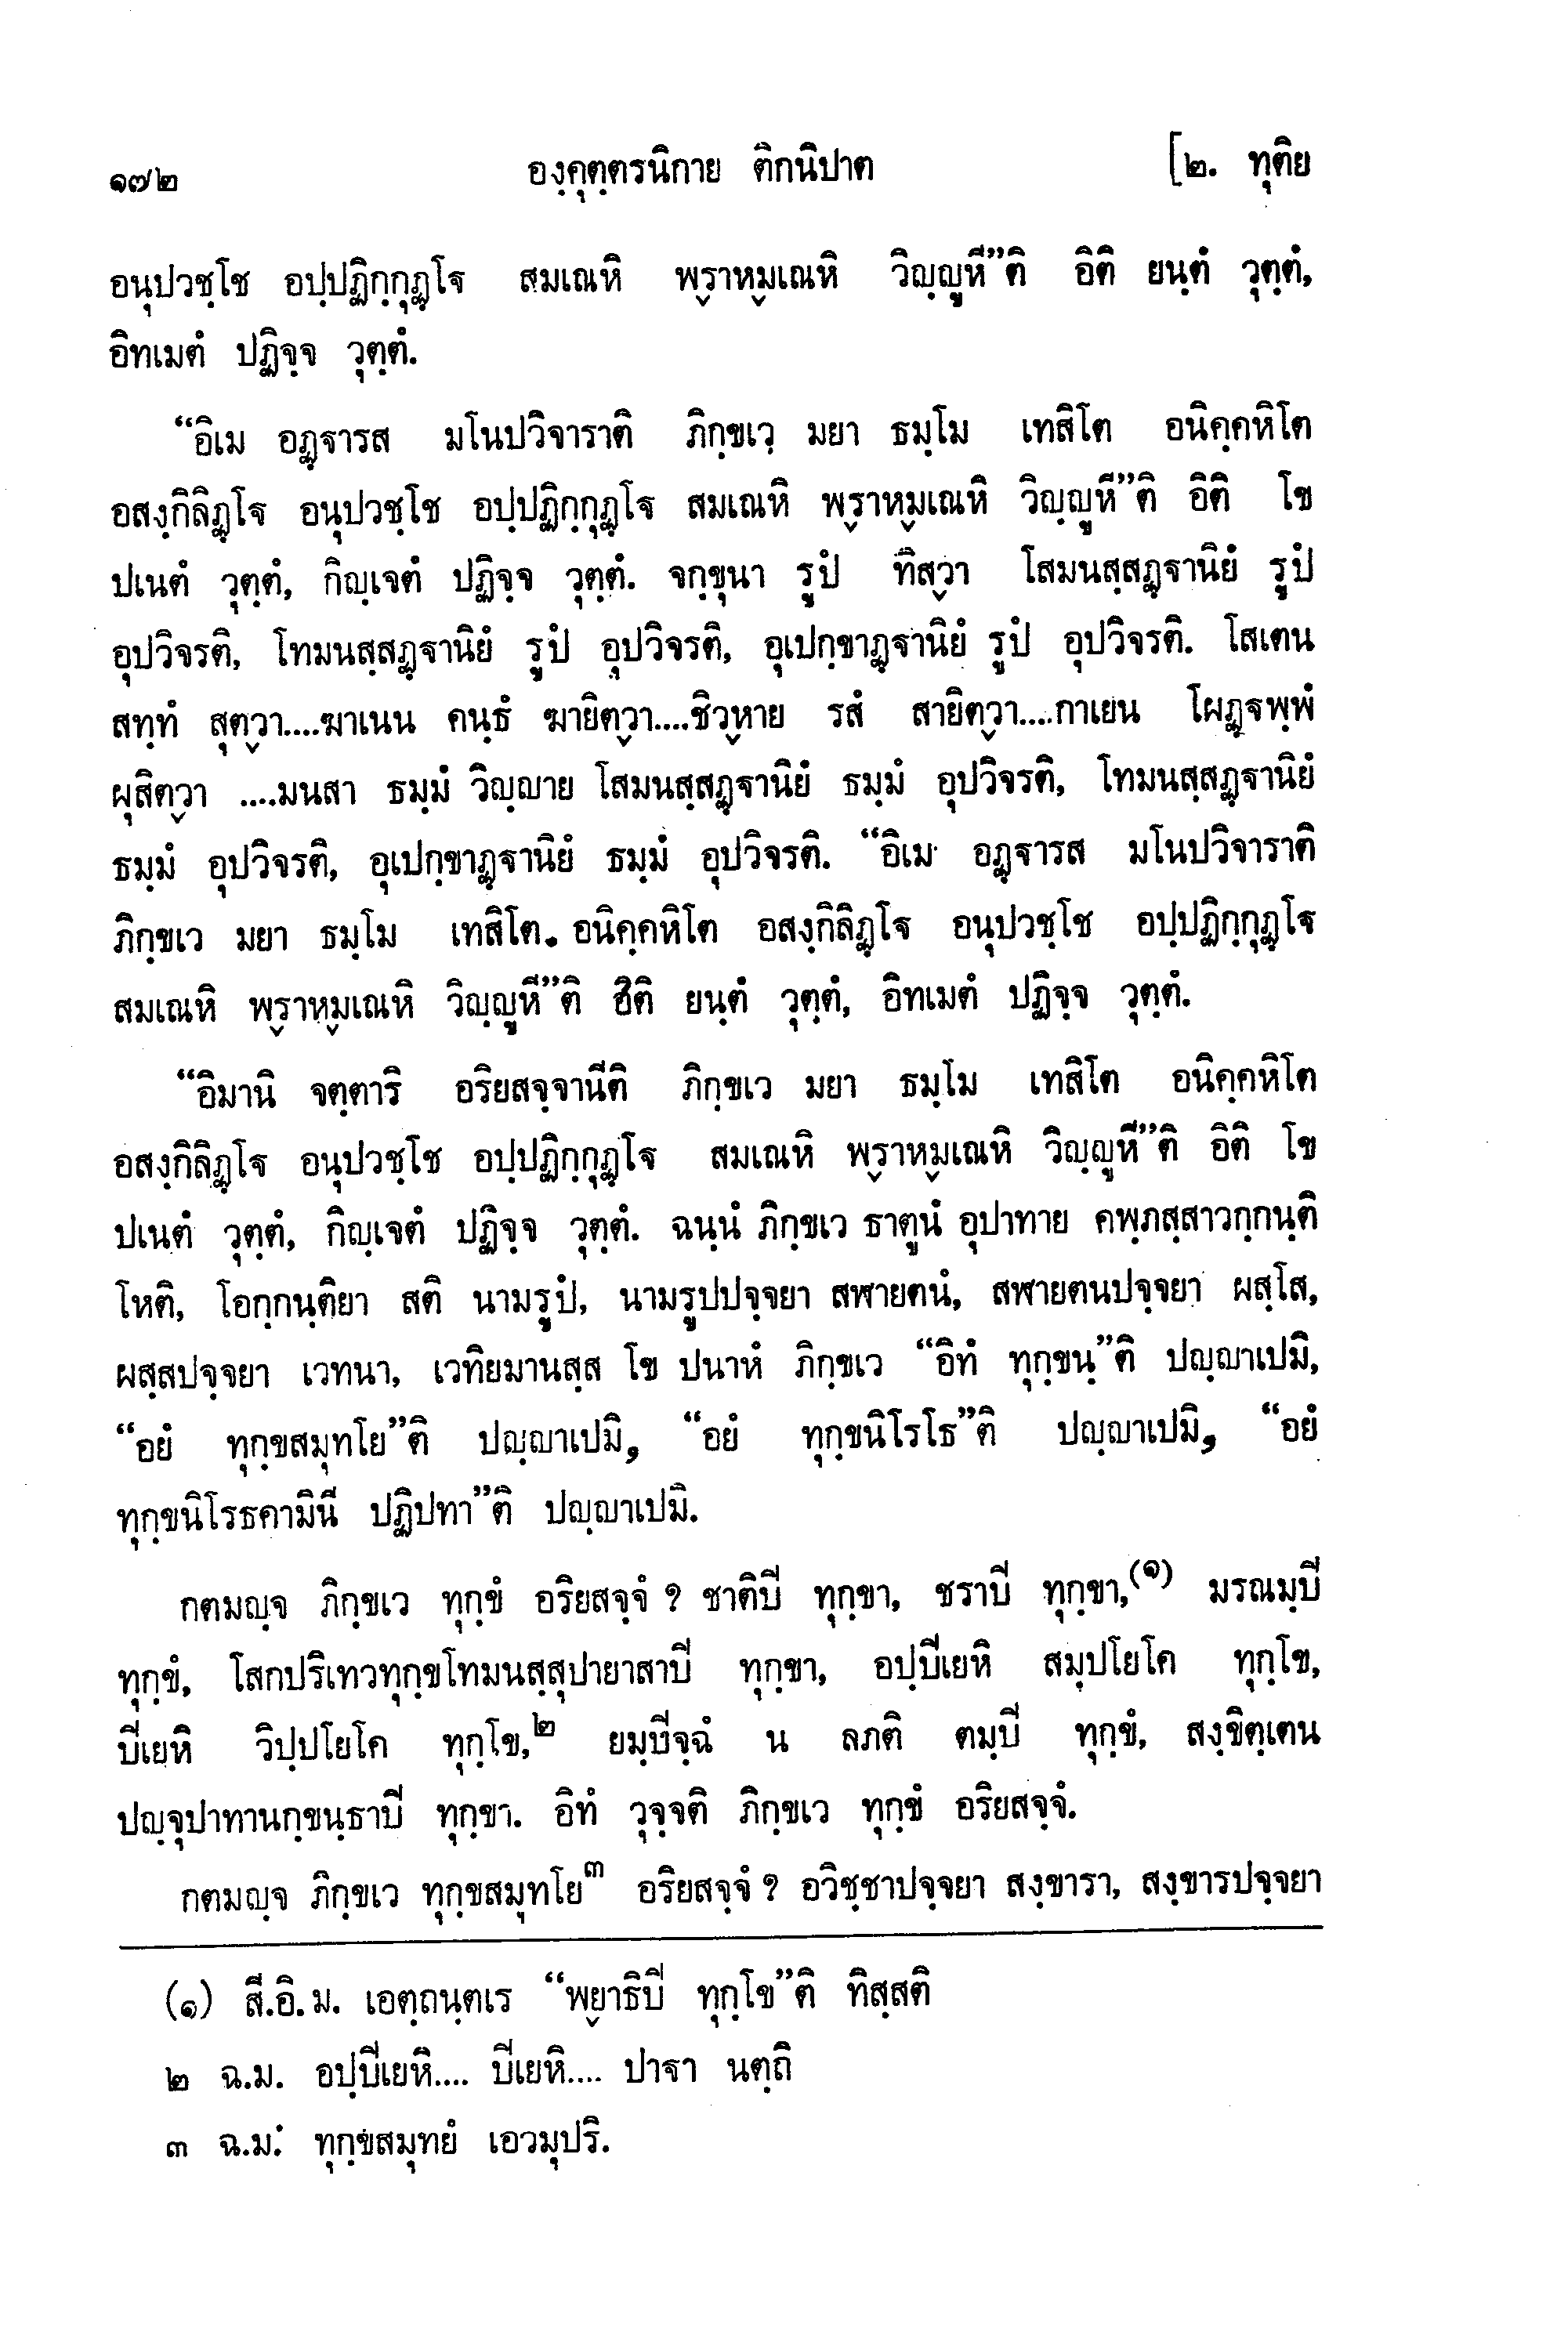 ๑๗๒ องฺคุตฺตรนิกาย ติกนิปาต [๒. ทุติย
อนุปวชฺโช อปฺปฏิกฺกุฏฺโฐ สมเณหิ พฺราหฺมเณหิ วิญฺญูหี”ติ อิติ ยนฺตํ วุตฺตํ,
อิทเมตํ ปฏิจฺจ วุตฺตํ.
“อิเม อฏฺฐารส มโนปวิจาราติ ภิกฺขเว มยา ธมฺโม เทสิโต อนิคฺคหิโต
อสงฺกิลิฏฺโฐ อนุปวชฺโช อปฺปฏิกฺกุฏฺโฐ สมเณหิ พฺราหฺมเณหิ วิญฺญูหี”ติ อิติ โข
ปเนตํ วุตฺตํ, กิญฺเจตํ ปฏิจฺจ วุตฺตํ. จกฺขุนา รูปํ ทิสฺวา โสมนสฺสฏฺฐานิยํ รูปํ
อุปวิจรติ, โทมนสฺสฏฺฐานิยํ รูปํ อุปวิจรติ, อุเปกฺขาฏฺฐานิยํ รูปํ อุปวิจรติ. โสเตน
สทฺทํ สุตฺวา....ฆาเนน คนฺธํ ฆายิตฺวา....ชิวฺหาย รสํ สายิตฺวา....กาเยน โผฏฺฐพฺพํ
ผุสิตฺวา ....มนสา ธมฺมํ วิญฺญาย โสมนสฺสฏฺฐานิยํ ธมฺมํ อุปวิจรติ, โทมนสฺสฏฺฐานิยํ
ธมฺมํ อุปวิจรติ, อุเปกฺขาฏฺฐานิยํ ธมฺมํ อุปวิจรติ. “อิเม อฏฺฐารส มโนปวิจาราติ
ภิกฺขเว มยา ธมฺโม เทสิโต. อนิคฺคหิโต อสงฺกิลิฏฺโฐ อนุปวชฺโช อปฺปฏิกฺกุฏฺโฐ
สมเณหิ พฺราหฺมเณหิ วิญฺญูหี”ติ อิติ ยนฺตํ วุตฺตํ, อิทเมตํ ปฏิจฺจ วุตฺตํ.
“อิมานิ จตฺตาริ อริยสจฺจานีติ ภิกฺขเว มยา ธมฺโม เทสิโต อนิคฺคหิโต
อสงฺกิลิฏฺโฐ อนุปวชฺโช อปฺปฏิกฺกุฏฺโฐ สมเณหิ พฺราหฺมเณหิ วิญฺญูหี”ติ อิติ โข
ปเนตํ วุตฺตํ, กิญฺเจตํ ปฏิจฺจ วุตฺตํ. ฉนฺนํ ภิกฺขเว ธาตูนํ อุปาทาย คพฺภสฺสาวกฺกนฺติ
โหติ, โอกฺกนฺติยา สติ นามรูปํ, นามรูปปจฺจยา สฬายตนํ, สฬายตนปจฺจยา ผสฺโส,
ผสฺสปจฺจยา เวทนา, เวทิยมานสฺส โข ปนาหํ ภิกฺขเว “อิทํ ทุกฺขนฺ”ติ ปญฺญาเปมิ,
“อยํ ทุกฺขสมุทโย”ติ ปญฺญาเปมิ, “อยํ ทุกฺขนิโรโธ”ติ ปญฺญาเปมิ, “อยํ
ทุกฺขนิโรธคามินี ปฏิปทา”ติ ปญฺญาเปมิ.
กตมญฺจ ภิกฺขเว ทุกฺขํ อริยสจฺจํ ? ชาติปิ ทุกฺขา, ชราปิ ทุกฺขา,(๑) มรณมฺปิ
ทุกฺขํ, โสกปริเทวทุกฺขโทมนสฺสุปายาสาปิ ทุกฺขา, อปฺปิเยหิ สมฺปโยโค ทุกฺโข,
ปิเยหิ วิปฺปโยโค ทุกฺโข,๒ ยมฺปิจฺฉํ น ลภติ ตมฺปิ ทุกฺขํ, สงฺขิตฺเตน
ปญฺจุปาทานกฺขนฺธาปิ ทุกฺขา. อิทํ วุจฺจติ ภิกฺขเว ทุกฺขํ อริยสจฺจํ.
กตมญฺจ ภิกฺขเว ทุกฺขสมุทโย๓ อริยสจฺจํ ? อวิชฺชาปจฺจยา สงฺขารา, สงฺขารปจฺจยา
(๑) สี.อิ.ม. เอตฺถนฺตเร “พฺยาธิปิ ทุกฺโข”ติ ทิสฺสติ
๒ ฉ.ม. อปฺปิเยหิ.... ปิเยหิ.... ปาฐา นตฺถิ
๓ ฉ.ม. ทุกฺขสมุทยํ เอวมุปริ.